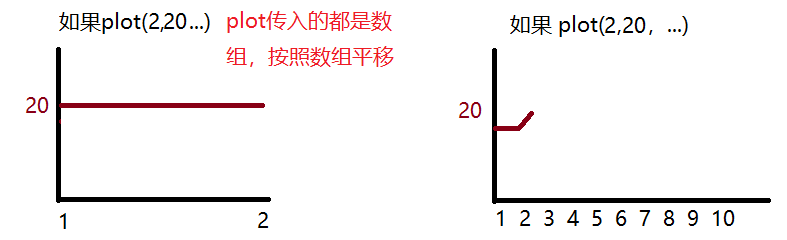 如果plot(2,20...)
plot传入的都是数
组，按照数组平移
20
1 2
如果 plot(2,20，...)
20
1 2 3 4 5 6 7 8 9 10